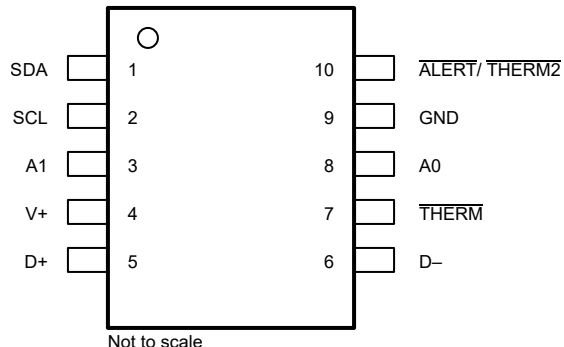 SDA 1 10 ALERT/ THERM2
SCL 2 9 GND
A1 3 8 A0
V+ 4 7 THERM
D+ 5 6 D–
Not to scale